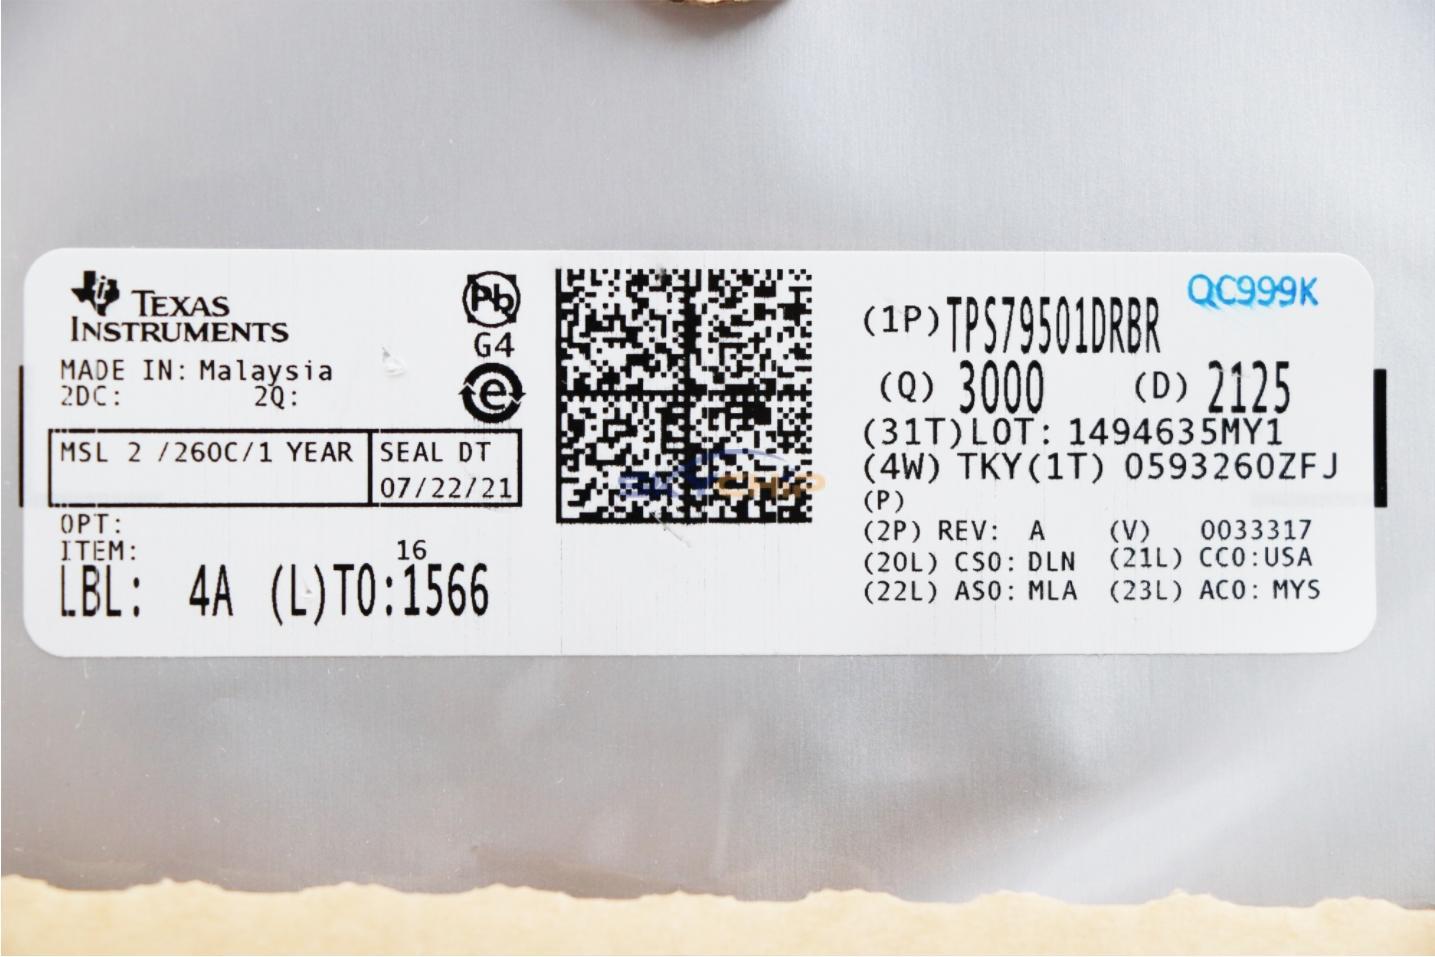 TEXAS
INSTRUMENTS
MADE IN: Malaysia
2DC: 2Q:
Pb
G4
e
MSL 2 /260C/1 YEAR
SEAL DT
07/22/21
OPT:
ITEM:
16
LBL: 4A (L)TO:1566
SKYCHIP
QC999K
(1P) TPS79501DRBR
(Q) 3000 (D) 2125
(31T)LOT: 1494635MY1
(4W) TKY(1T) 0593260ZFJ
(P)
(2P) REV: A (V) 0033317
(20L) CSO: DLN (21L) CCO:USA
(22L) ASO: MLA (23L) ACO: MYS